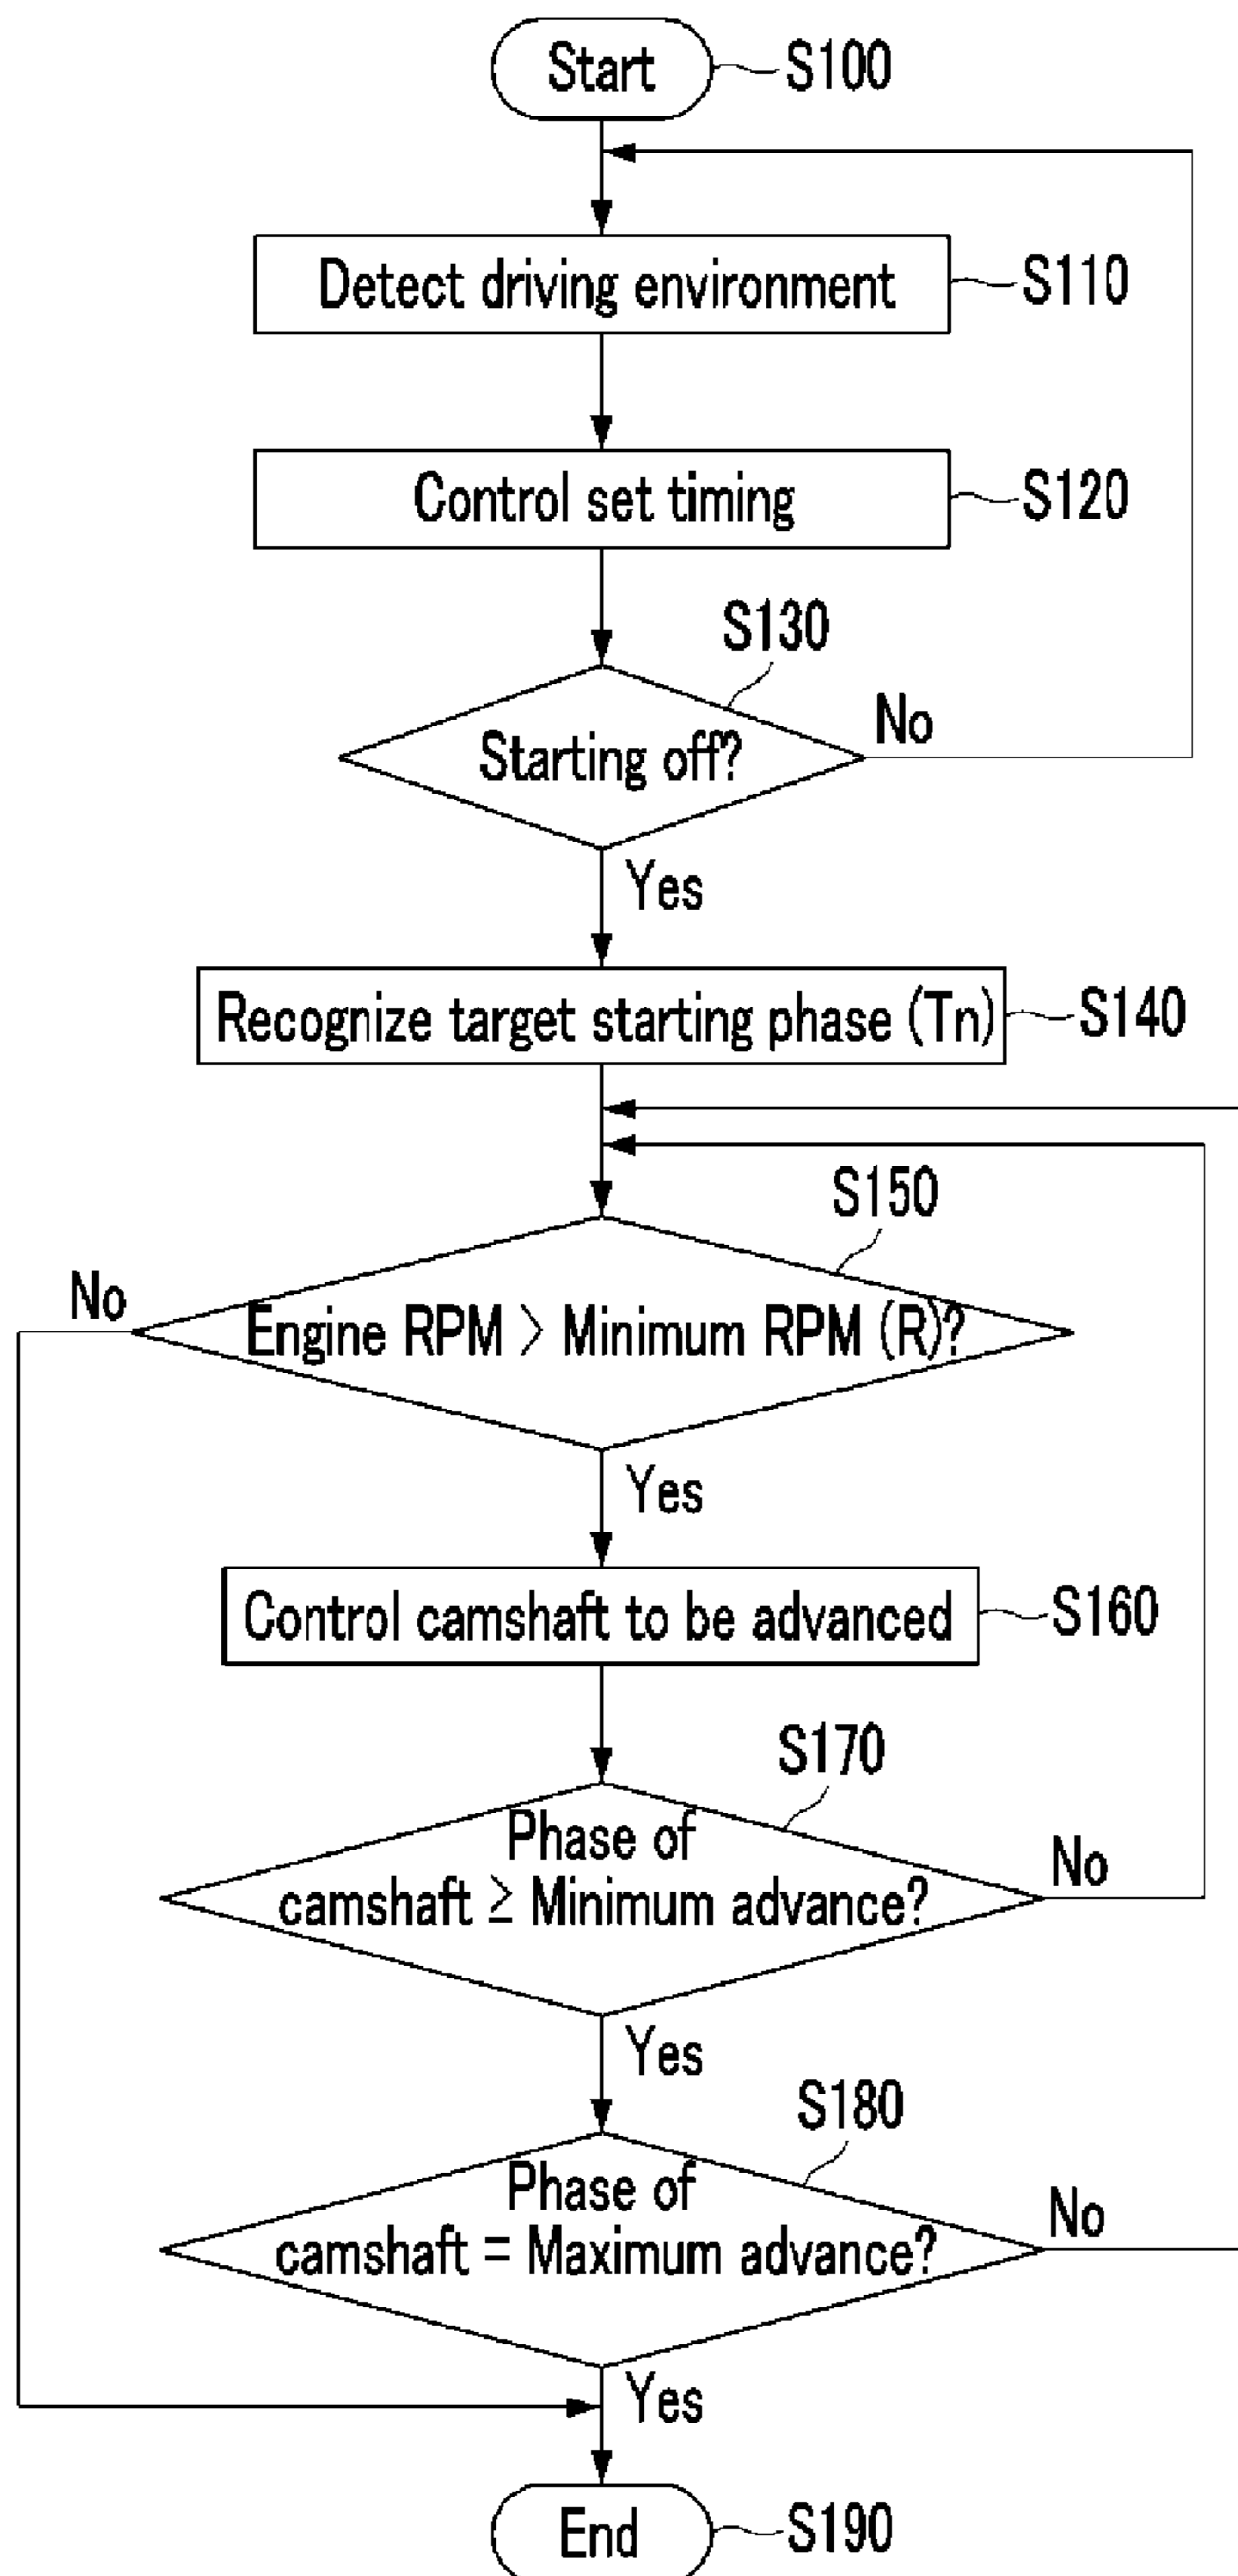 Start
S100
Detect driving environment
S110
Control set timing
S120
S130
Starting off?
No
Yes
Recognize target starting phase (Tn)
S140
S150
No
Engine RPM > Minimum RPM (R)?
Yes
Control camshaft to be advanced
S160
S170
Phase of
camshaft ≥ Minimum advance?
No
Yes
S180
Phase of
camshaft = Maximum advance?
No
Yes
End
S190